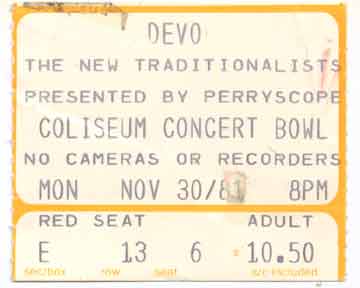 DEVO
THE NEW TRADITIONALISTS
PRESENTED BY PERRYSCOPE
COLISEUM CONCERT BOWL
NO CAMERAS OR RECORDERS
MON NOV 30/81 8PM
RED SEAT ADULT
E 13 6 10.50
sec/box row seat s/c included